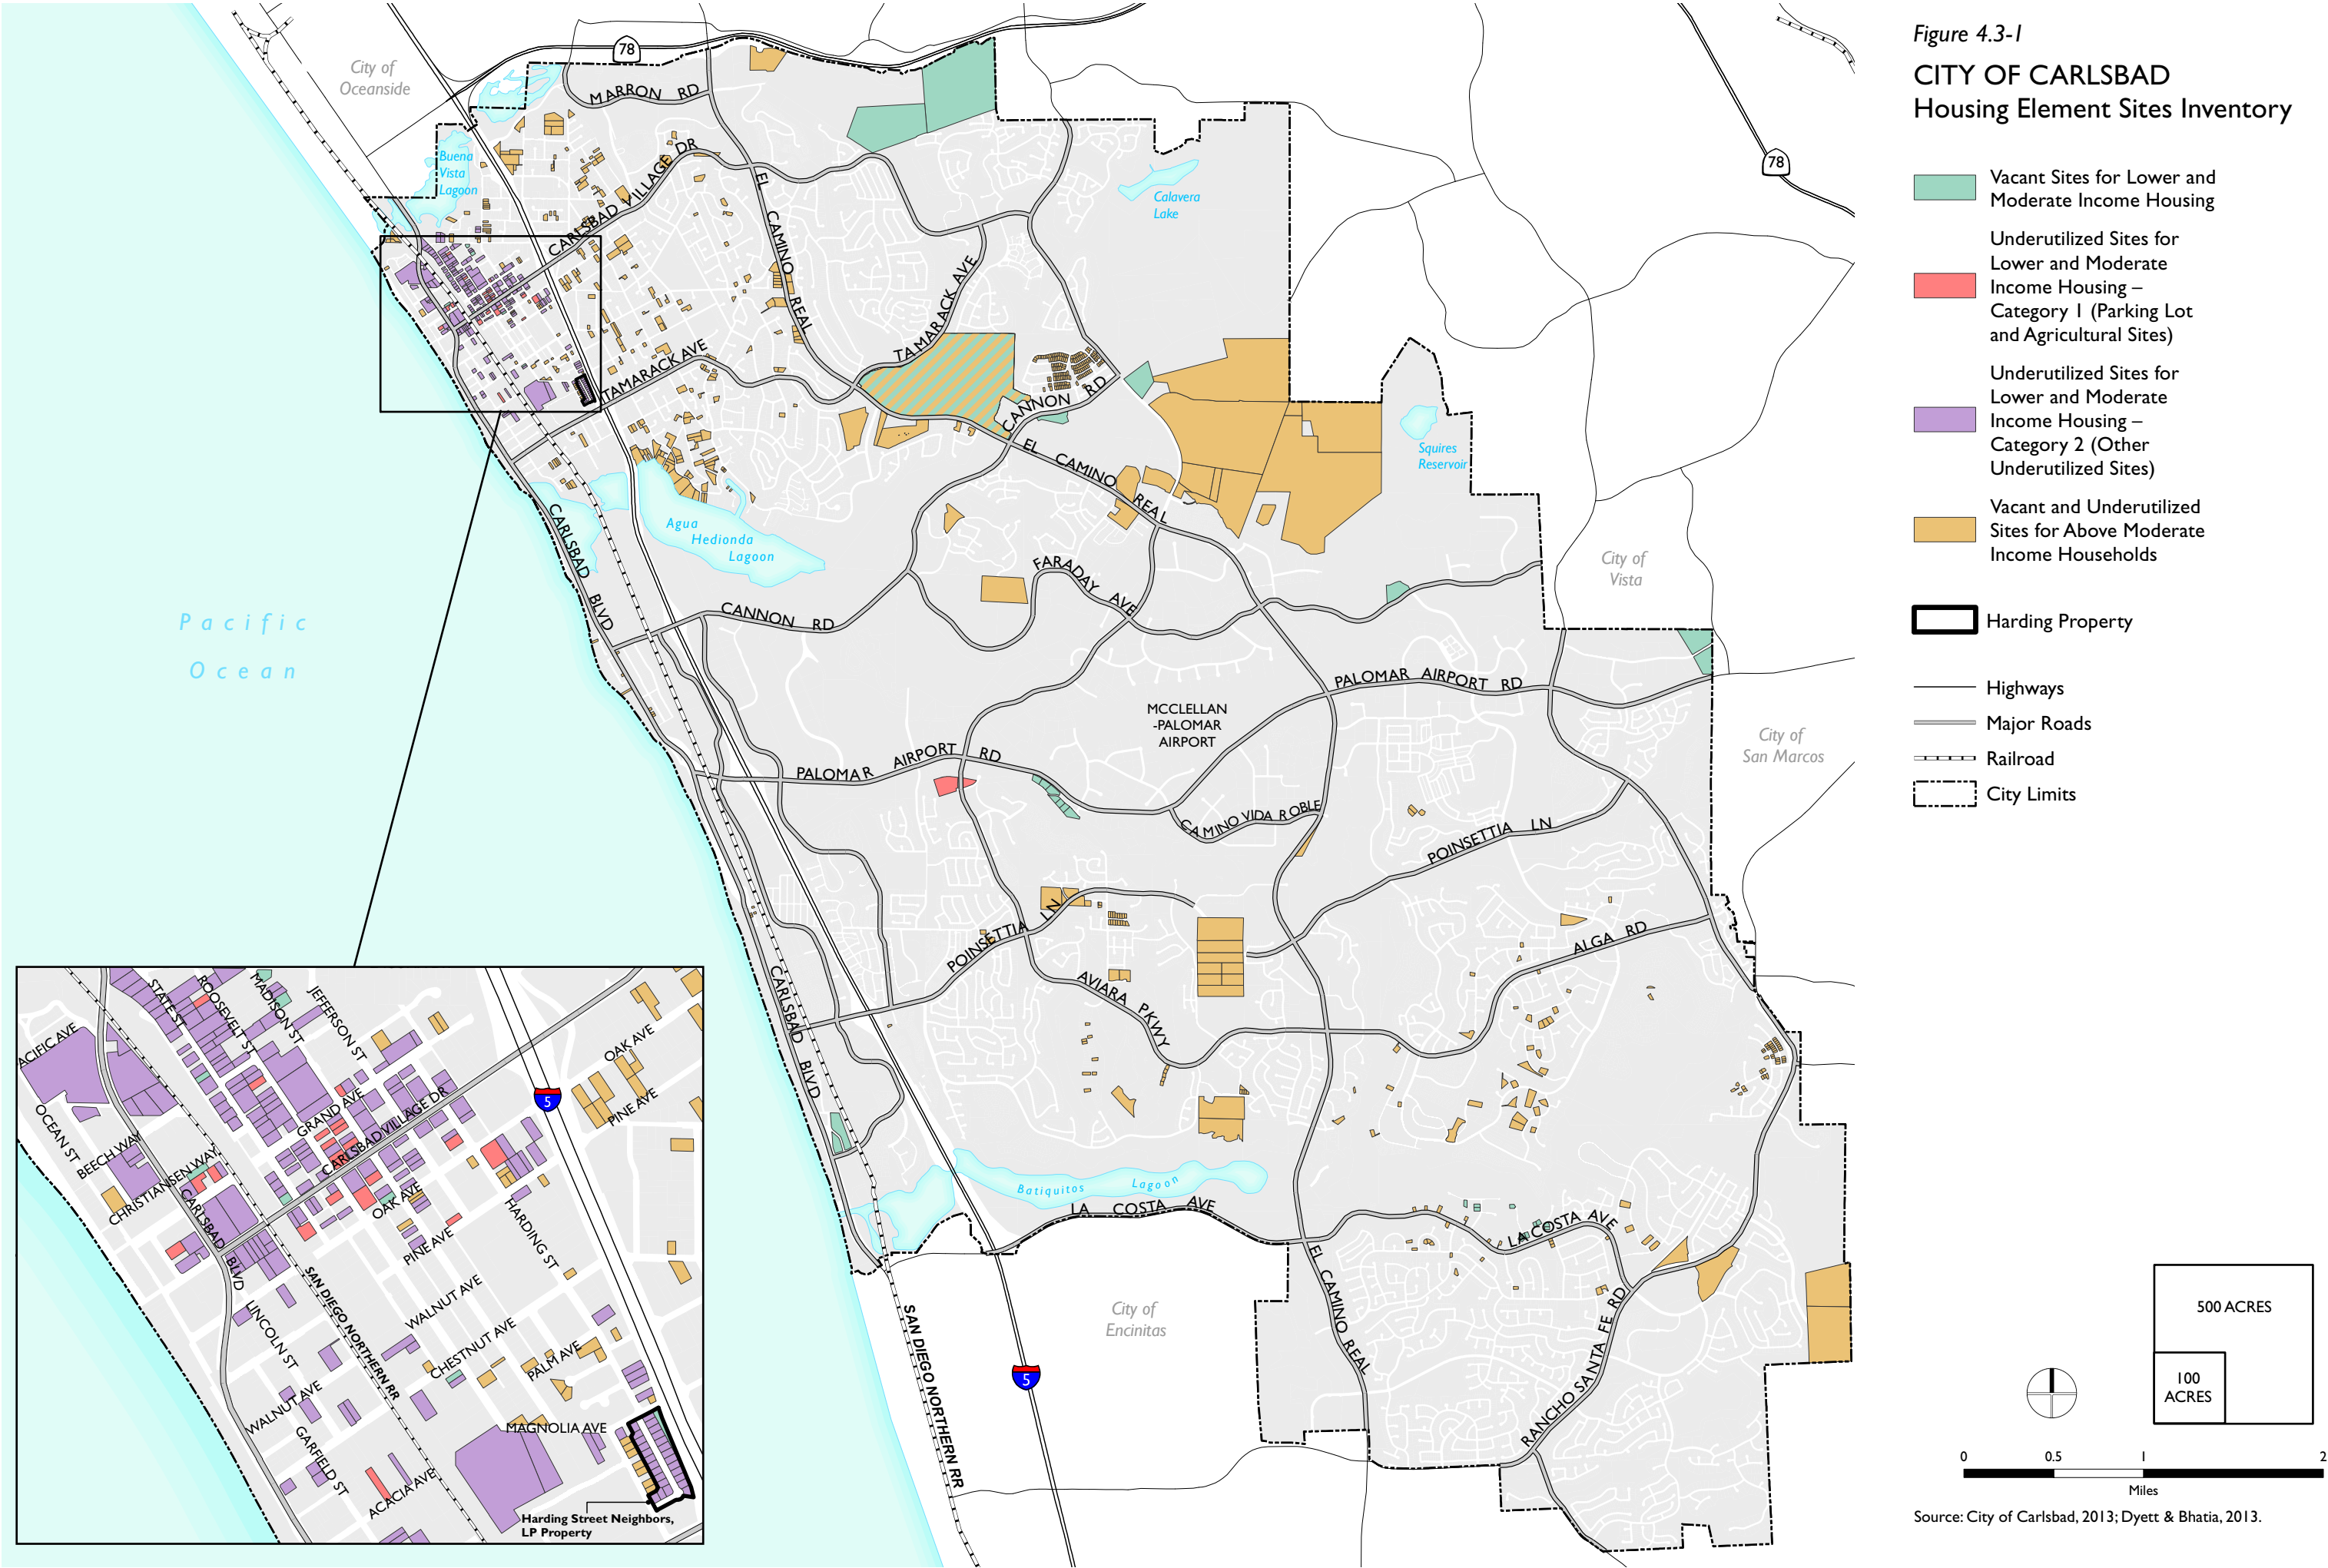 Figure 4.3-1
CITY OF CARLSBAD
Housing Element Sites Inventory
Vacant Sites for Lower and
Moderate Income Housing
Underutilized Sites for
Lower and Moderate
Income Housing –
Category 1 (Parking Lot
and Agricultural Sites)
Underutilized Sites for
Lower and Moderate
Income Housing –
Category 2 (Other
Underutilized Sites)
Vacant and Underutilized
Sites for Above Moderate
Income Households
Harding Property
Highways
Major Roads
Railroad
City Limits
500 ACRES
100
ACRES
0 0.5 1 2
Miles
Source: City of Carlsbad, 2013; Dyett & Bhatia, 2013.
78
78
City of
Oceanside
MARRON RD
Buena
Vista
Lagoon
CARLSBAD VILLAGE DR
EL CAMINO REAL
Calavera
Lake
TAMARACK AVE
TAMARACK AVE
CANNON RD
EL CAMINO REAL
Squires
Reservoir
Agua
Hedionda
Lagoon
CARLSBAD BLVD
FARADAY AVE
City of
Vista
CANNON RD
Pacific
Ocean
PALOMAR AIRPORT RD
MCCLELLAN
-PALOMAR
AIRPORT
City of
San Marcos
PALOMAR AIRPORT RD
CAMINO VIDA ROBLE
POINSETTIA LN
POINSETTIA LN
ALGA RD
AVIARA PKWY
CARLSBAD BLVD
Batiquitos Lagoon
LA COSTA AVE
LA COSTA AVE
EL CAMINO REAL
City of
Encinitas
RANCHO SANTA FE RD
SAN DIEGO NORTHERN RR
5
STATE ST
ROOSEVELT ST
MADISON ST
JEFFERSON ST
ACIFIC AVE
OAK AVE
PINE AVE
5
OCEAN ST
GRAND AVE
CARLSBAD VILLAGE DR
BEECH WAY
CHRISTIANSEN WAY
CARLSBAD BLVD
OAK AVE
PINE AVE
HARDING ST
SAN DIEGO NORTHERN RR
WALNUT AVE
LINCOLN ST
CHESTNUT AVE
PALM AVE
WALNUT AVE
GARFIELD ST
MAGNOLIA AVE
ACACIA AVE
Harding Street Neighbors,
LP Property